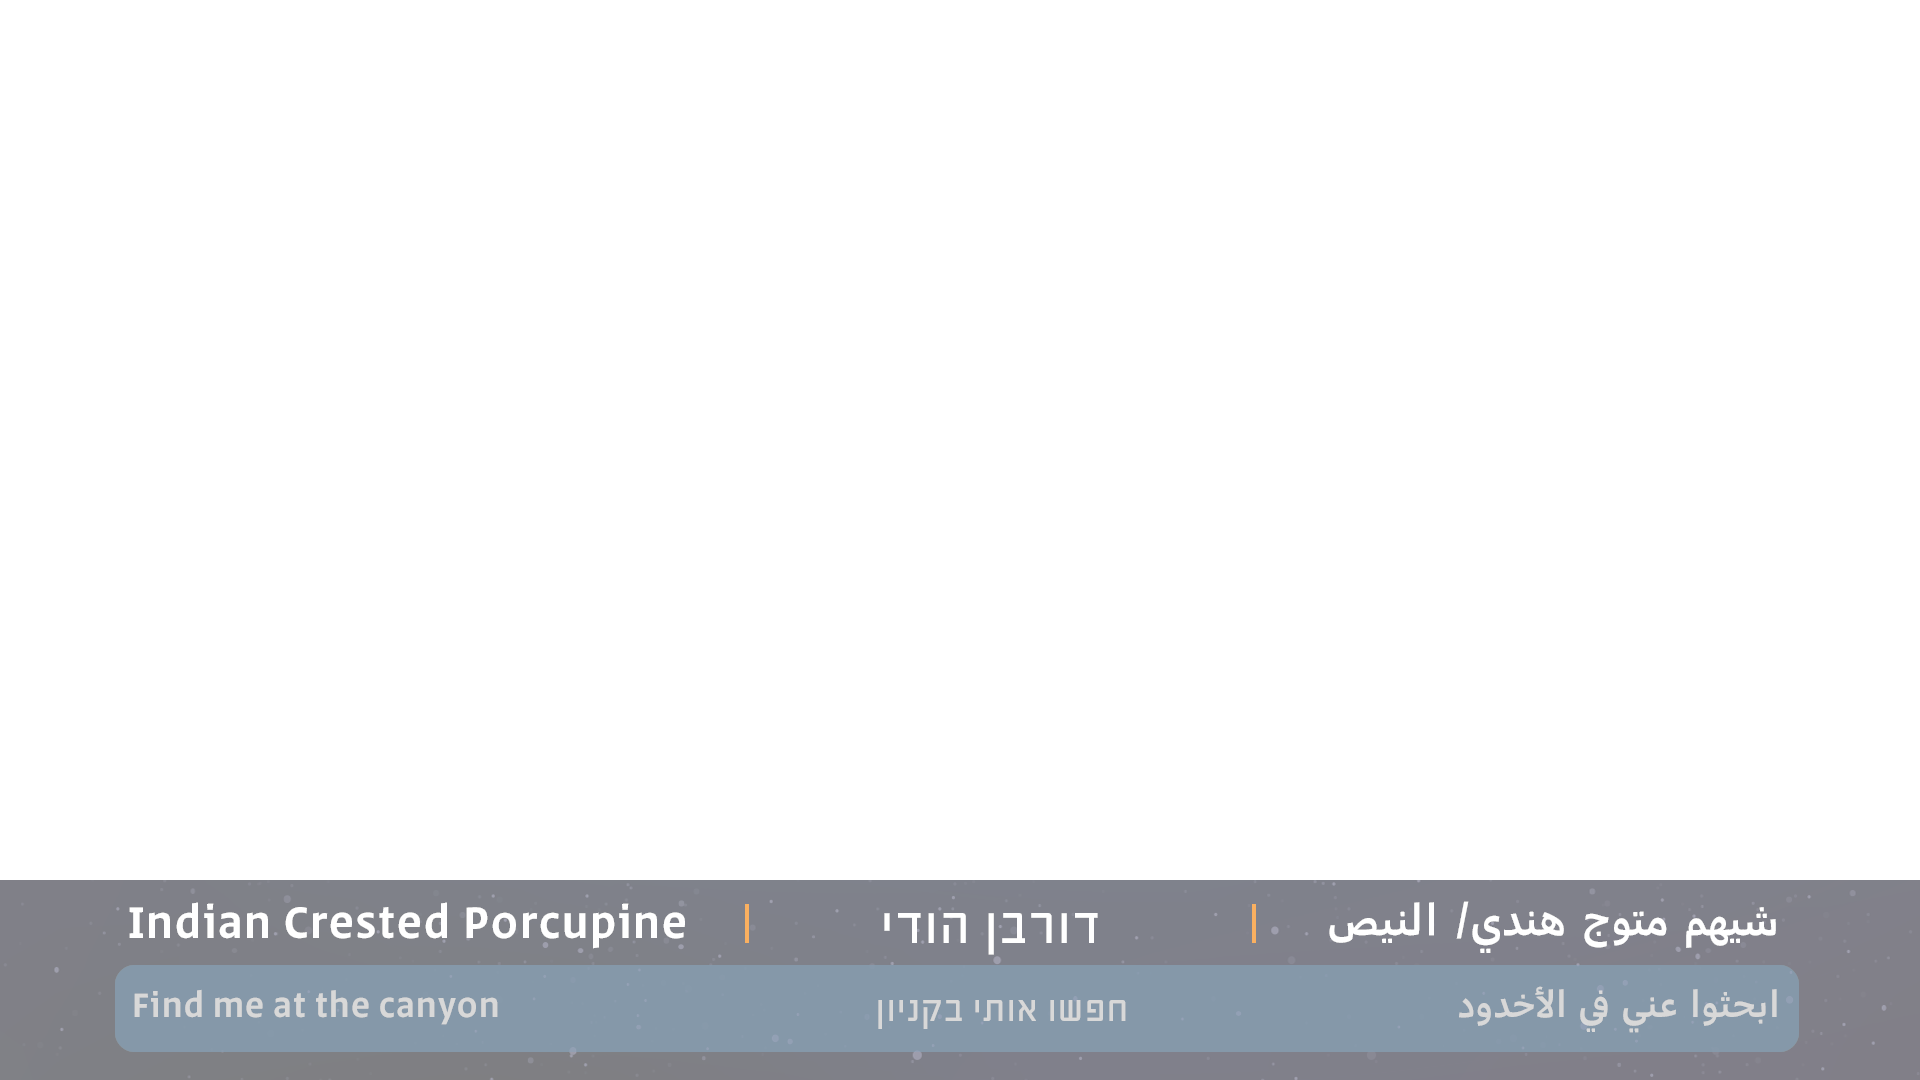 Indian Crested Porcupine | דורבן הודי | شيهم متوج هندي/ النيص
Find me at the canyon חפשו אותי בקניון ابحثوا عني في الأخدود